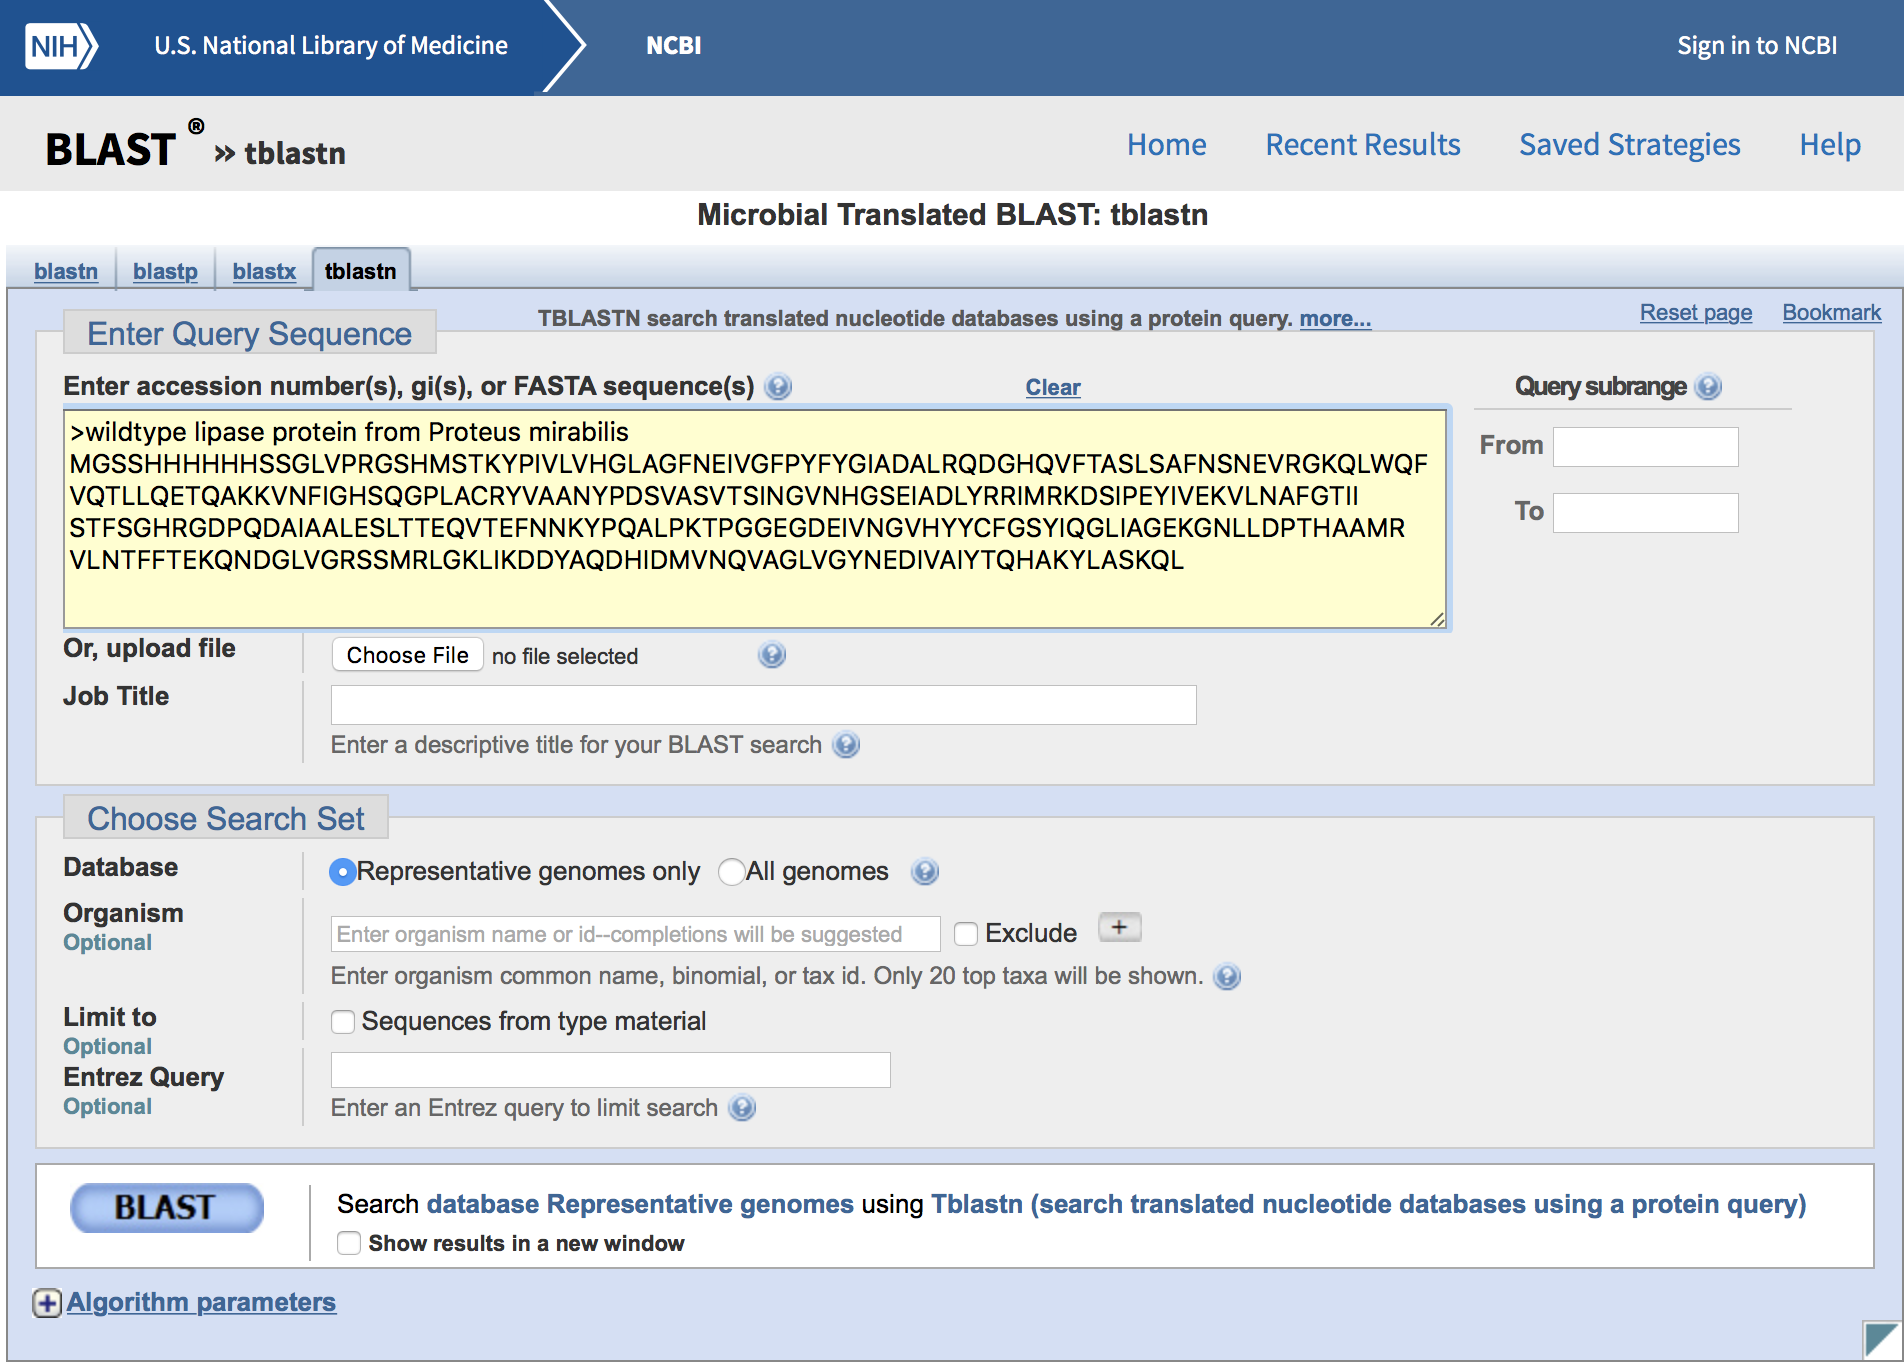 NIH U.S. National Library of Medicine NCBI Sign in to NCBI
BLAST ® » tblastn Home Recent Results Saved Strategies Help
Microbial Translated BLAST: tblastn
blastn blastp blastx tblastn
Enter Query Sequence TBLASTN search translated nucleotide databases using a protein query. more... Reset page Bookmark
Enter accession number(s), gi(s), or FASTA sequence(s) ? Clear Query subrange ?
>wildtype lipase protein from Proteus mirabilis
MGSSHHHHHHSSGLVPRGSHMSTKYPIVLVHGLAGFNEIVGFPYFYGIADALRQDGHQVFTASLSAFNSNEVRGKQLWQF
VQTLLQETQAKKVNFIGHSQGPLACRYVAANYPDSVASVTSINGVNHGSEIADLYRRIMRKDSIPEYIVEKVLNAFGTII
STFSGHRGDPQDAIAALESLTTEQVTEFNNKYPQALPKTPGGEGDEIVNGVHYYCFGSYIQGLIAGEKGNLLDPTHAAMR
VLNTFFTEKQNDGLVGRSSMRLGKLIKDDYAQDHIDMVNQVAGLVGYNEDIVAIYTQHAKYLASKQL
From
To
Or, upload file Choose File no file selected ?
Job Title
Enter a descriptive title for your BLAST search ?
Choose Search Set
Database Representative genomes only All genomes ?
Organism
Optional
Enter organism name or id--completions will be suggested Exclude +
Enter organism common name, binomial, or tax id. Only 20 top taxa will be shown. ?
Limit to
Optional
Sequences from type material
Entrez Query
Optional
Enter an Entrez query to limit search ?
BLAST Search database Representative genomes using Tblastn (search translated nucleotide databases using a protein query)
Show results in a new window
+ Algorithm parameters